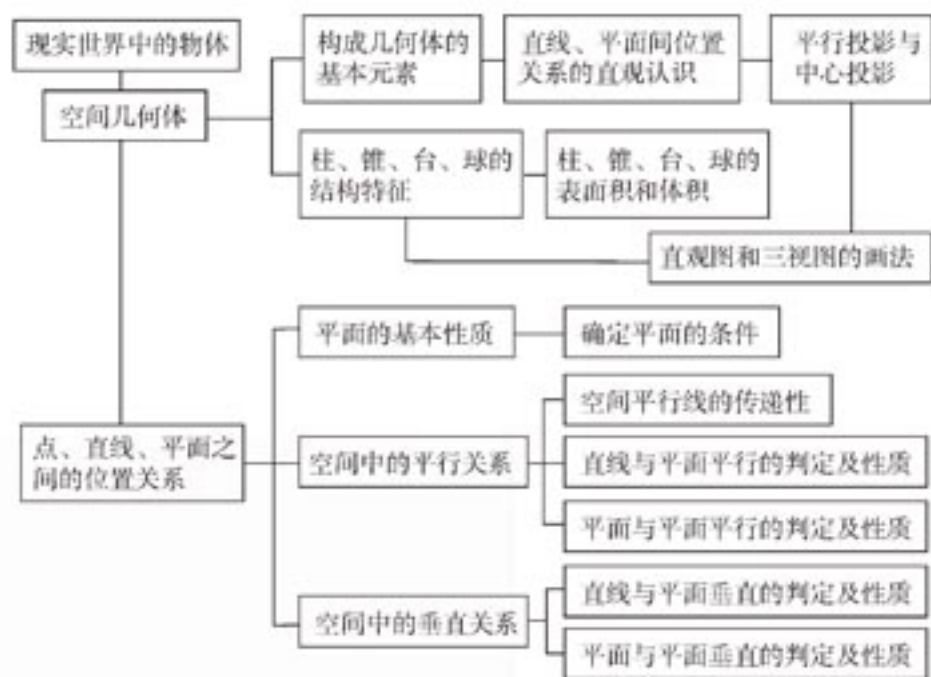 现实世界中的物体
空间几何体
构成几何体的
基本元素
直线、平面间位置
关系的直观认识
平行投影与
中心投影
柱、锥、台、球的
结构特征
柱、锥、台、球的
表面积和体积
直观图和三视图的画法
点、直线、平面之
间的位置关系
平面的基本性质
确定平面的条件
空间中的平行关系
空间平行线的传递性
直线与平面平行的判定及性质
平面与平面平行的判定及性质
空间中的垂直关系
直线与平面垂直的判定及性质
平面与平面垂直的判定及性质